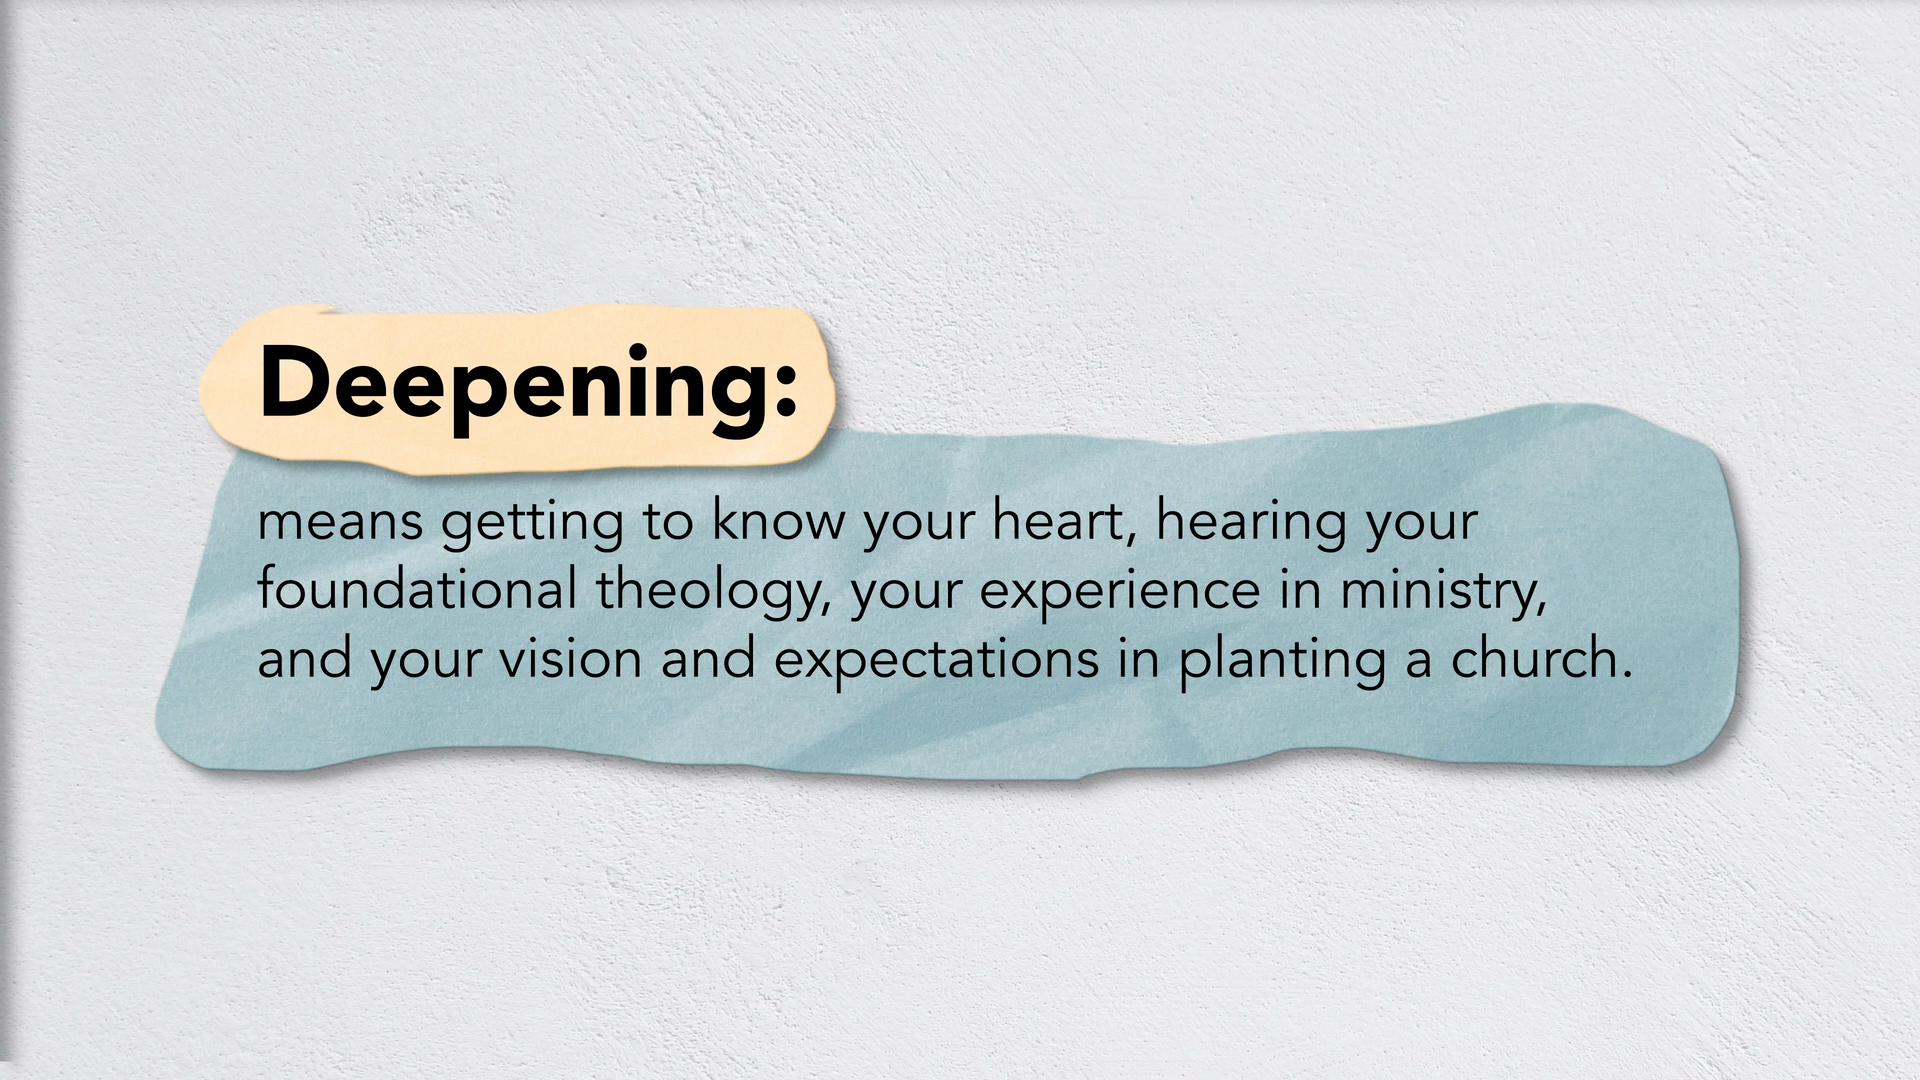 Deepening:
means getting to know your heart, hearing your
foundational theology, your experience in ministry,
and your vision and expectations in planting a church.